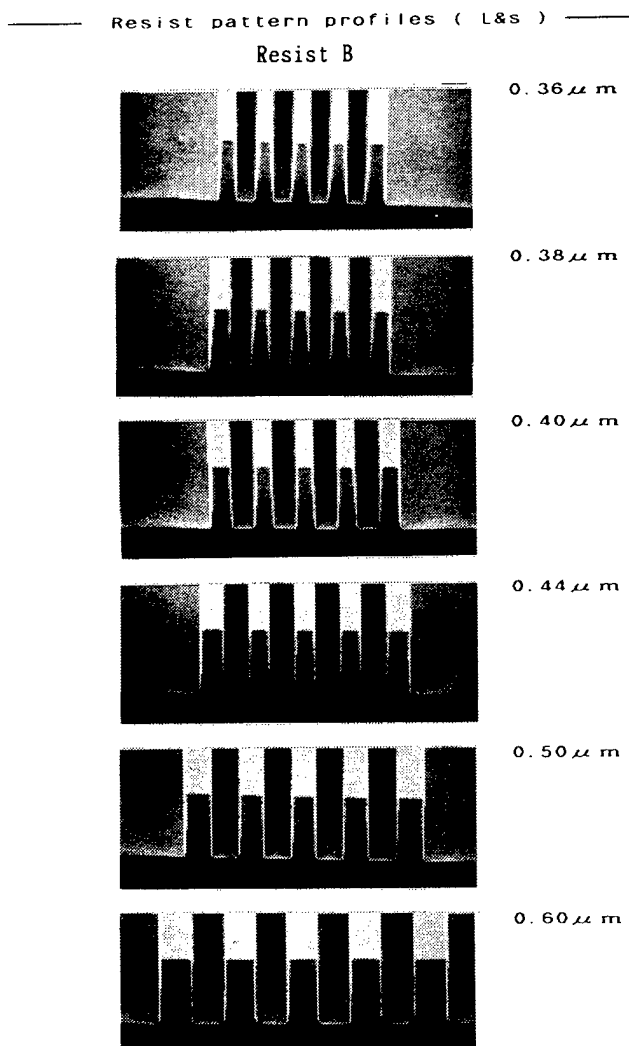 Resist pattern profiles ( L&s )
Resist B
0.36μm
0.38μm
0.40μm
0.44μm
0.50μm
0.60μm